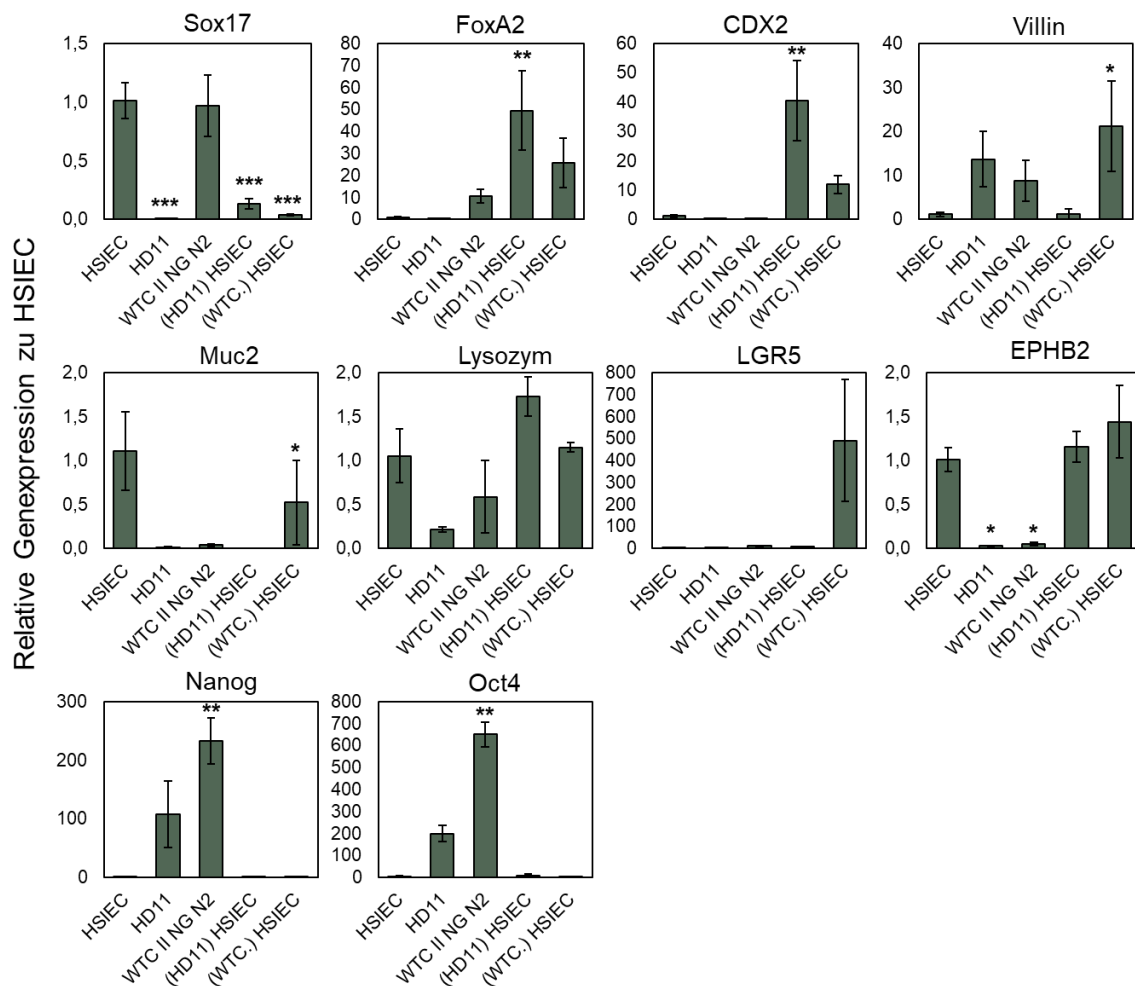 Relative Genexpression zu HSIEC
Sox17
1,5
1,0
0,5
0,0
***
***
***
HSIEC
HD11
WTC II NG N2
(HD11) HSIEC
(WTC.) HSIEC
FoxA2
80
70
60
50
40
30
20
10
0
**
HSIEC
HD11
WTC II NG N2
(HD11) HSIEC
(WTC.) HSIEC
CDX2
60
50
40
30
20
10
0
**
HSIEC
HD11
WTC II NG N2
(HD11) HSIEC
(WTC.) HSIEC
Villin
40
30
20
10
0
*
HSIEC
HD11
WTC II NG N2
(HD11) HSIEC
(WTC.) HSIEC
Muc2
2,0
1,5
1,0
0,5
0,0
*
HSIEC
HD11
WTC II NG N2
(HD11) HSIEC
(WTC.) HSIEC
Lysozym
2,0
1,5
1,0
0,5
0,0
HSIEC
HD11
WTC II NG N2
(HD11) HSIEC
(WTC.) HSIEC
LGR5
800
700
600
500
400
300
200
100
0
HSIEC
HD11
WTC II NG N2
(HD11) HSIEC
(WTC.) HSIEC
EPHB2
2,0
1,5
1,0
0,5
0,0
*
*
HSIEC
HD11
WTC II NG N2
(HD11) HSIEC
(WTC.) HSIEC
Nanog
300
200
100
0
**
HSIEC
HD11
WTC II NG N2
(HD11) HSIEC
(WTC.) HSIEC
Oct4
800
700
600
500
400
300
200
100
0
**
HSIEC
HD11
WTC II NG N2
(HD11) HSIEC
(WTC.) HSIEC